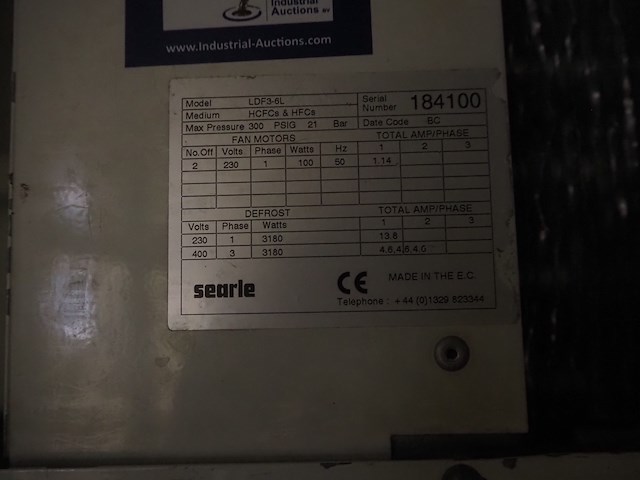 Industrial
Auctions BV
www.Industrial-Auctions.com
Model LDF3-6L Serial Number 184100
Medium HCFCs & HFCs
Max Pressure 300 PSIG 21 Bar Date Code BC
FAN MOTORS TOTAL AMP/PHASE
No.Off Volts Phase Watts Hz 1 2 3
2 230 1 100 50 1.14
DEFROST TOTAL AMP/PHASE
Volts Phase Watts 1 2 3
230 1 3180 13.8
400 3 3180 4.6,4.6,4.6
searle CE MADE IN THE E.C.
Telephone : +44 (0)1329 823344